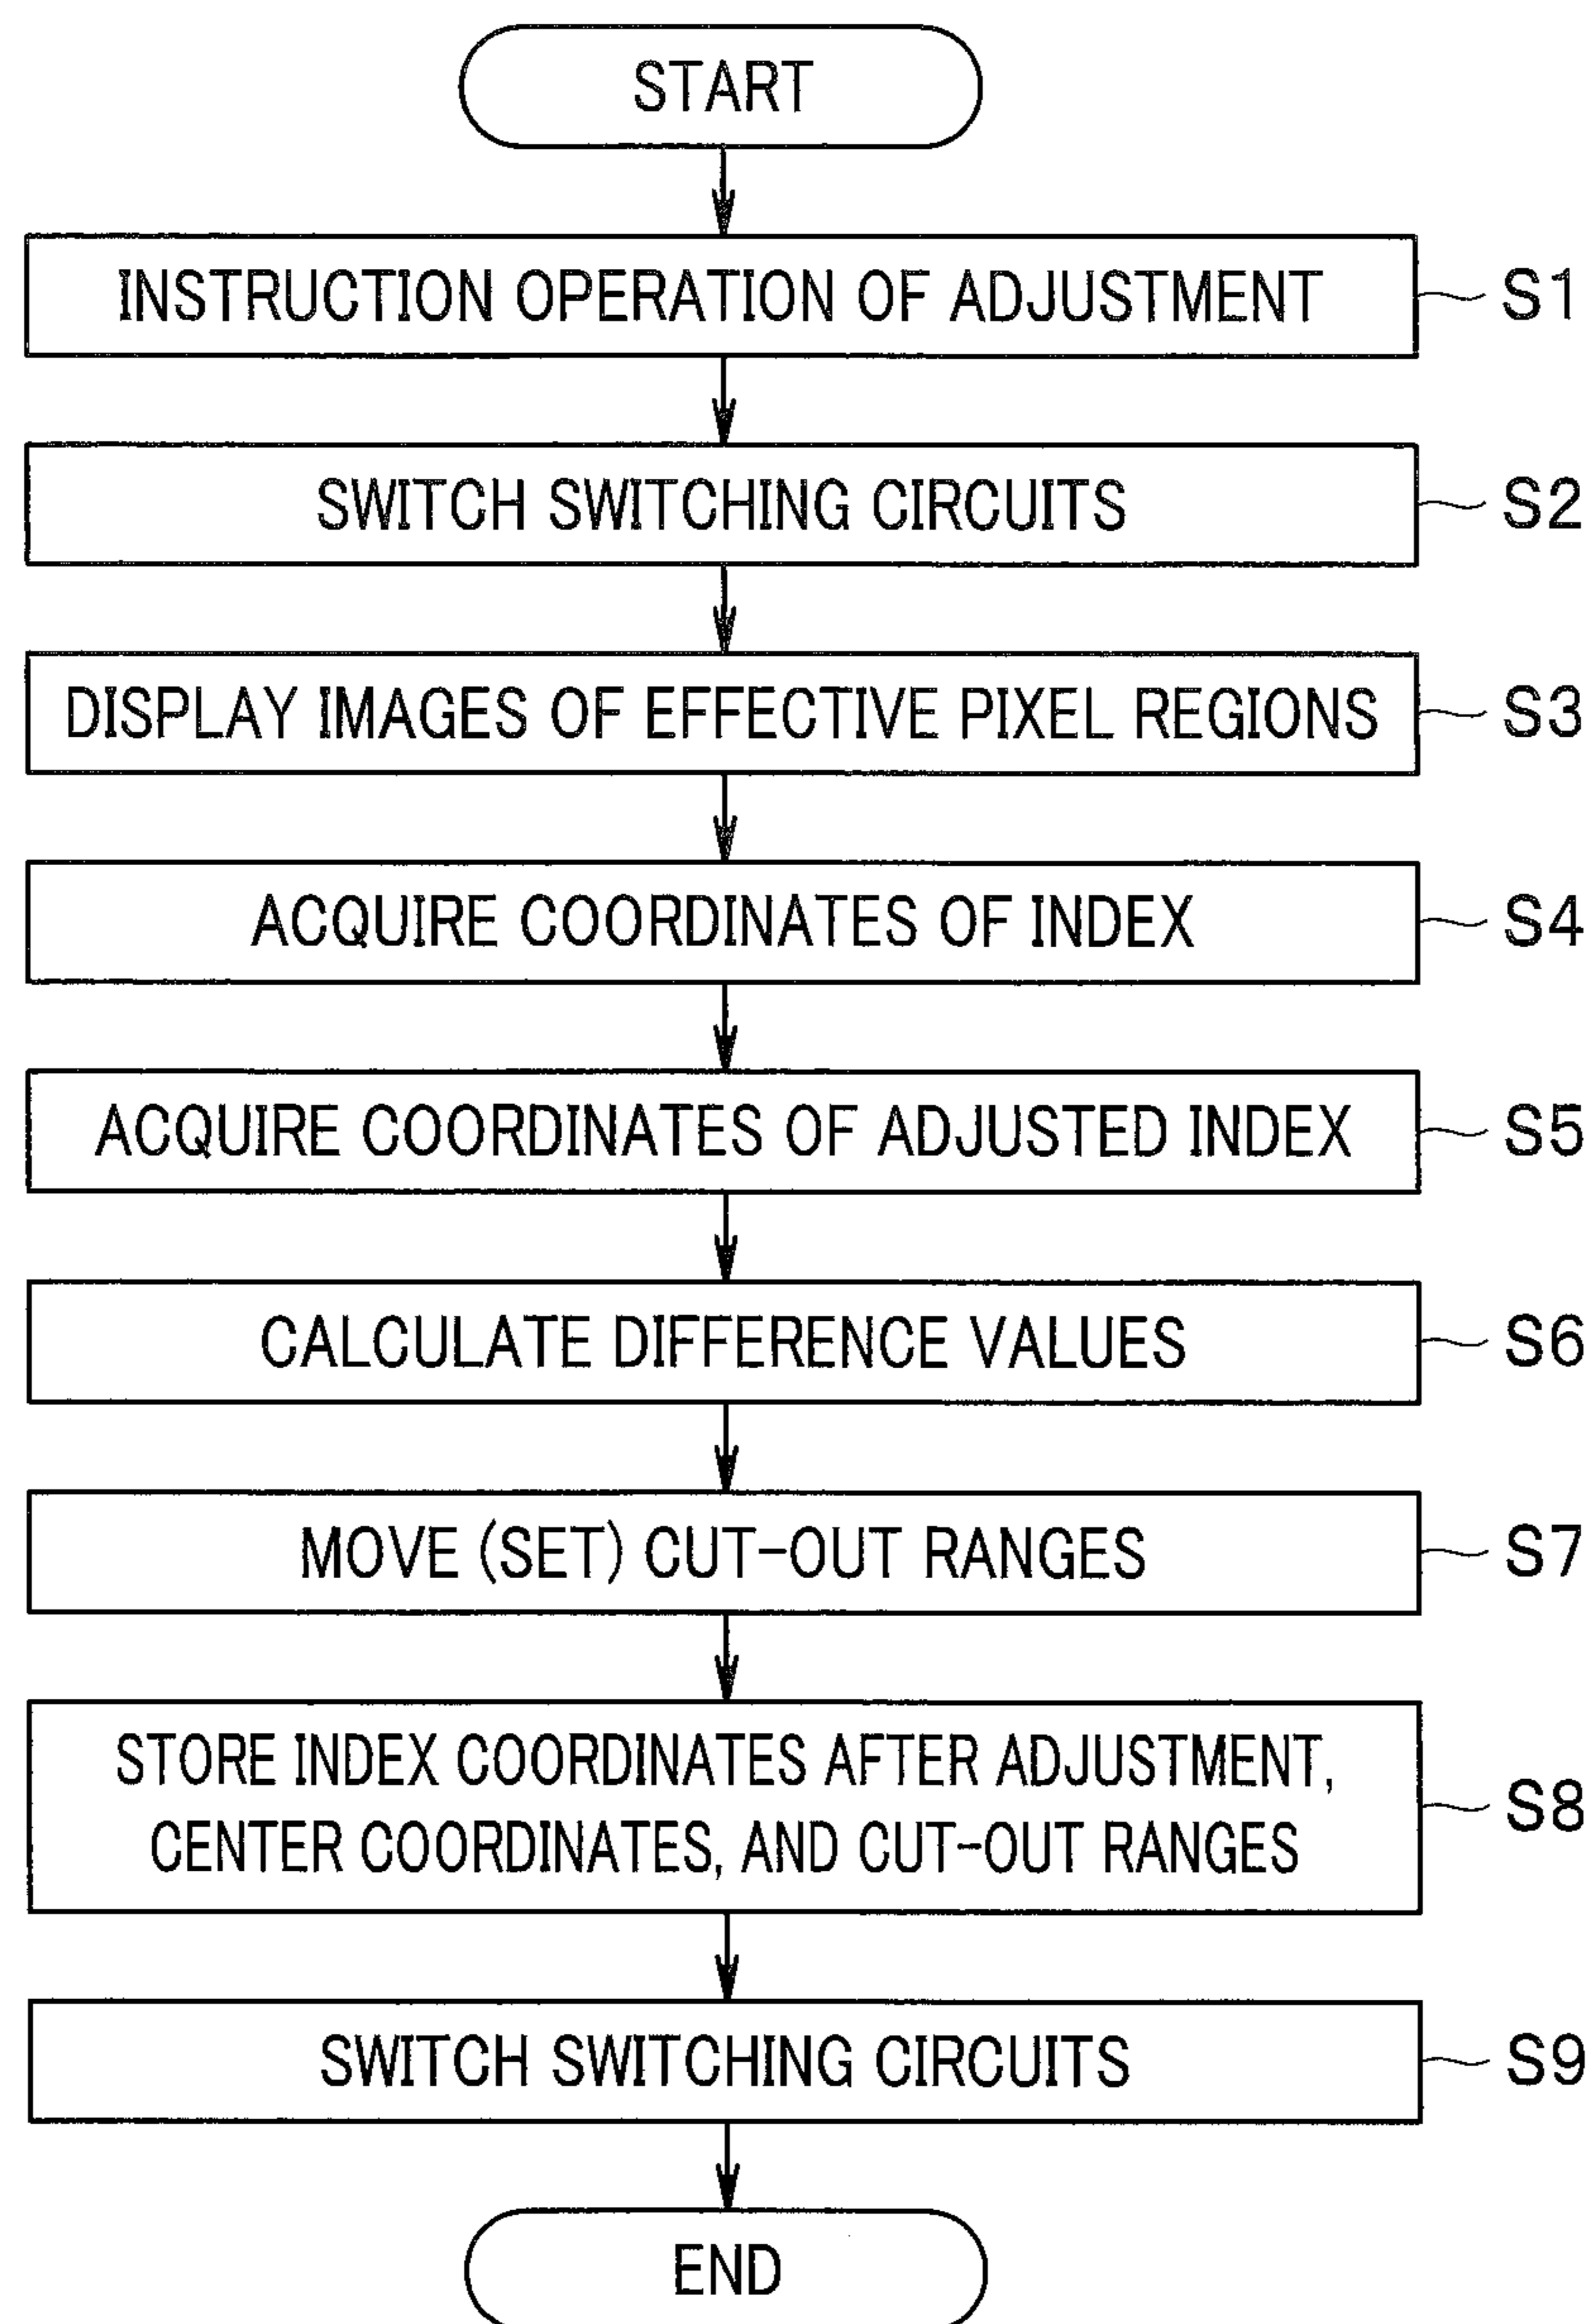 START
INSTRUCTION OPERATION OF ADJUSTMENT S1
SWITCH SWITCHING CIRCUITS S2
DISPLAY IMAGES OF EFFECTIVE PIXEL REGIONS S3
ACQUIRE COORDINATES OF INDEX S4
ACQUIRE COORDINATES OF ADJUSTED INDEX S5
CALCULATE DIFFERENCE VALUES S6
MOVE (SET) CUT-OUT RANGES S7
STORE INDEX COORDINATES AFTER ADJUSTMENT,
CENTER COORDINATES, AND CUT-OUT RANGES S8
SWITCH SWITCHING CIRCUITS S9
END